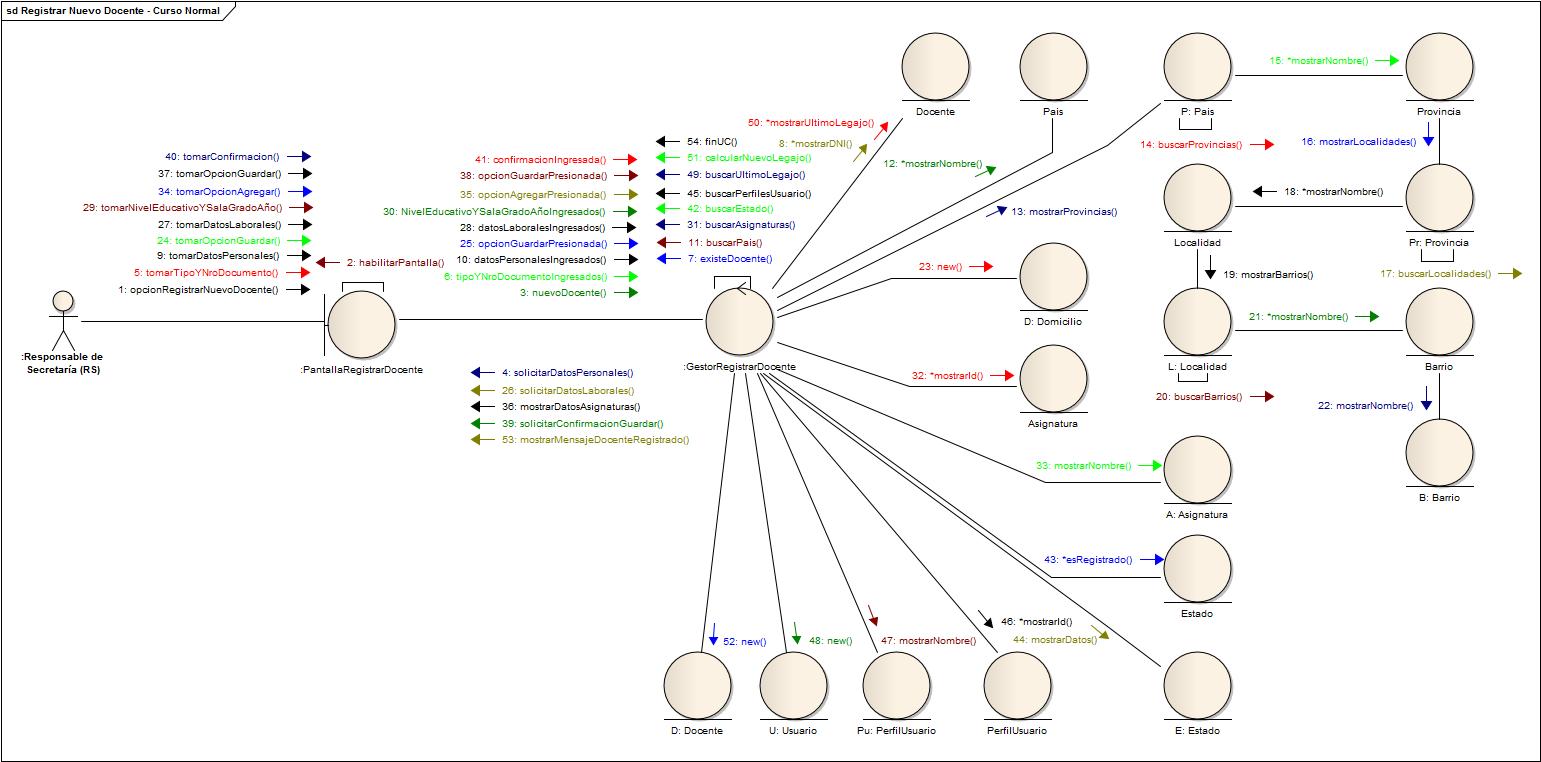 sd Registrar Nuevo Docente - Curso Normal
40: tomarConfirmacion()
37: tomarOpcionGuardar()
34: tomarOpcionAgregar()
29: tomarNivelEducativoYSalaGradoAño()
27: tomarDatosLaborales()
24: tomarOpcionGuardar()
9: tomarDatosPersonales()
5: tomarTipoYNroDocumento()
1: opcionRegistrarNuevoDocente()
2: habilitarPantalla()
41: confirmacionIngresada()
38: opcionGuardarPresionada()
35: opcionAgregarPresionada()
30: NivelEducativoYSalaGradoAñoIngresados()
28: datosLaboralesIngresados()
25: opcionGuardarPresionada()
10: datosPersonalesIngresados()
6: tipoYNroDocumentoIngresados()
3: nuevoDocente()
54: finUC()
51: calcularNuevoLegajo()
49: buscarUltimoLegajo()
45: buscarPerfilesUsuario()
42: buscarEstado()
31: buscarAsignaturas()
11: buscarPais()
7: existeDocente()
50: *mostrarUltimoLegajo()
8: *mostrarDNI()
12: *mostrarNombre()
13: mostrarProvincias()
Docente
Pais
P: Pais
14: buscarProvincias()
15: *mostrarNombre()
Provincia
16: mostrarLocalidades()
18: *mostrarNombre()
Localidad
Pr: Provincia
17: buscarLocalidades()
19: mostrarBarrios()
23: new()
D: Domicilio
21: *mostrarNombre()
L: Localidad
Barrio
20: buscarBarrios()
22: mostrarNombre()
B: Barrio
:Responsable de
Secretaría (RS)
:PantallaRegistrarDocente
:GestorRegistrarDocente
4: solicitarDatosPersonales()
26: solicitarDatosLaborales()
36: mostrarDatosAsignaturas()
39: solicitarConfirmacionGuardar()
53: mostrarMensajeDocenteRegistrado()
32: *mostrarId()
Asignatura
33: mostrarNombre()
A: Asignatura
43: *esRegistrado()
Estado
52: new()
48: new()
47: mostrarNombre()
46: *mostrarId()
44: mostrarDatos()
D: Docente
U: Usuario
Pu: PerfilUsuario
PerfilUsuario
E: Estado